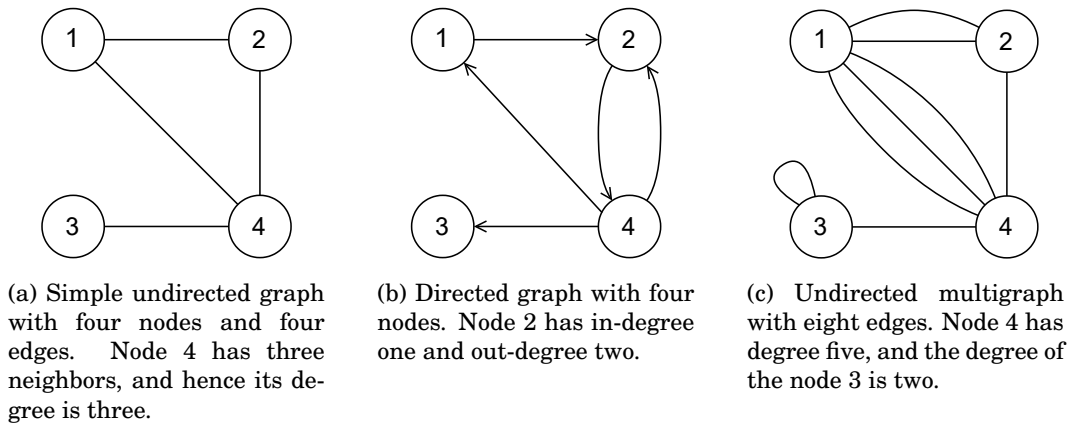 1
2
3
4
1
2
3
4
1
2
3
4
(a) Simple undirected graph
with four nodes and four
edges. Node 4 has three
neighbors, and hence its de-
gree is three.
(b) Directed graph with four
nodes. Node 2 has in-degree
one and out-degree two.
(c) Undirected multigraph
with eight edges. Node 4 has
degree five, and the degree of
the node 3 is two.